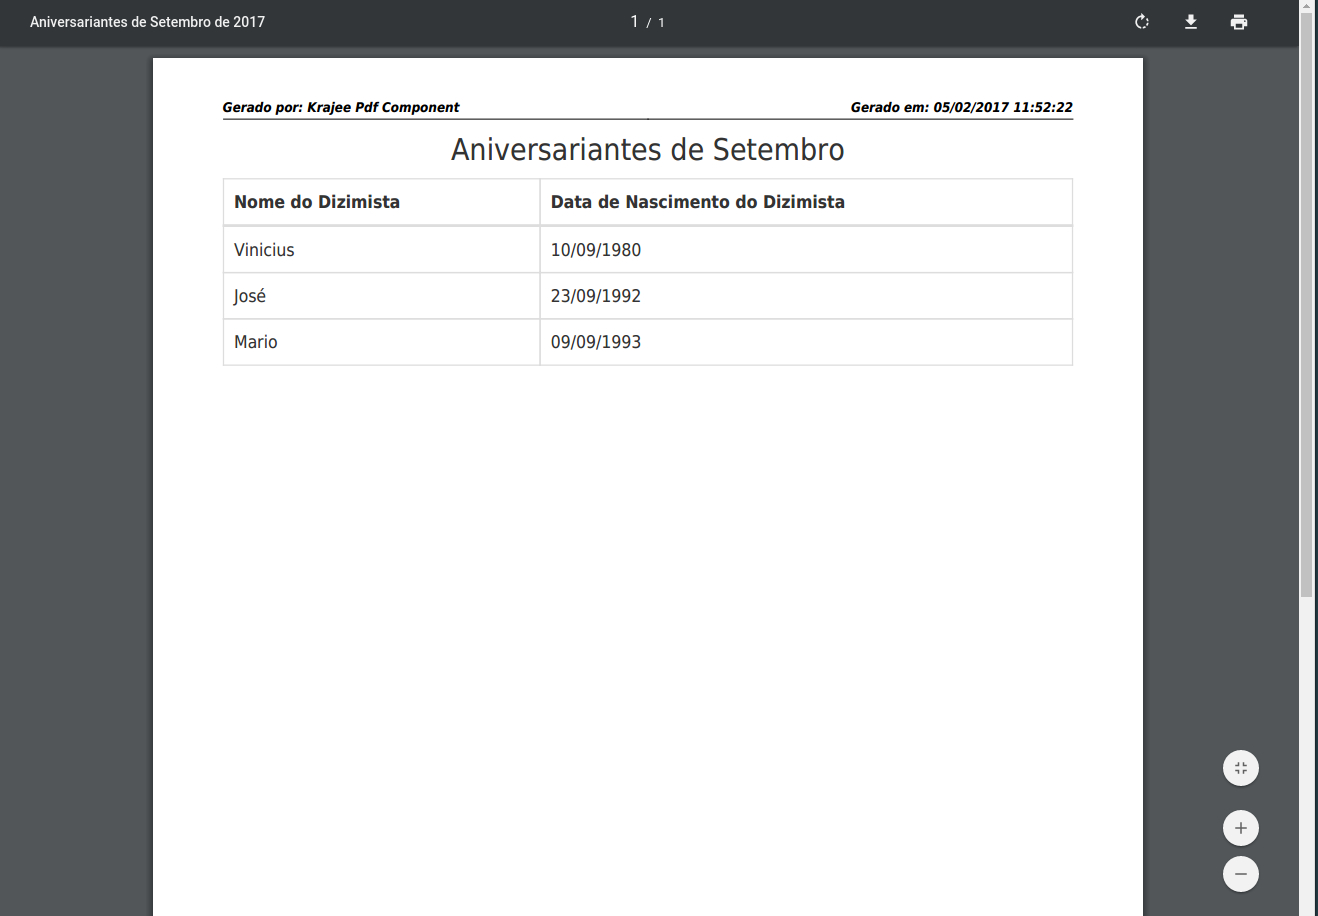 Aniversariantes de Setembro de 2017
1 / 1
Gerado por: Krajee Pdf Component Gerado em: 05/02/2017 11:52:22
Aniversariantes de Setembro
Nome do Dizimista Data de Nascimento do Dizimista
Vinicius 10/09/1980
José 23/09/1992
Mario 09/09/1993